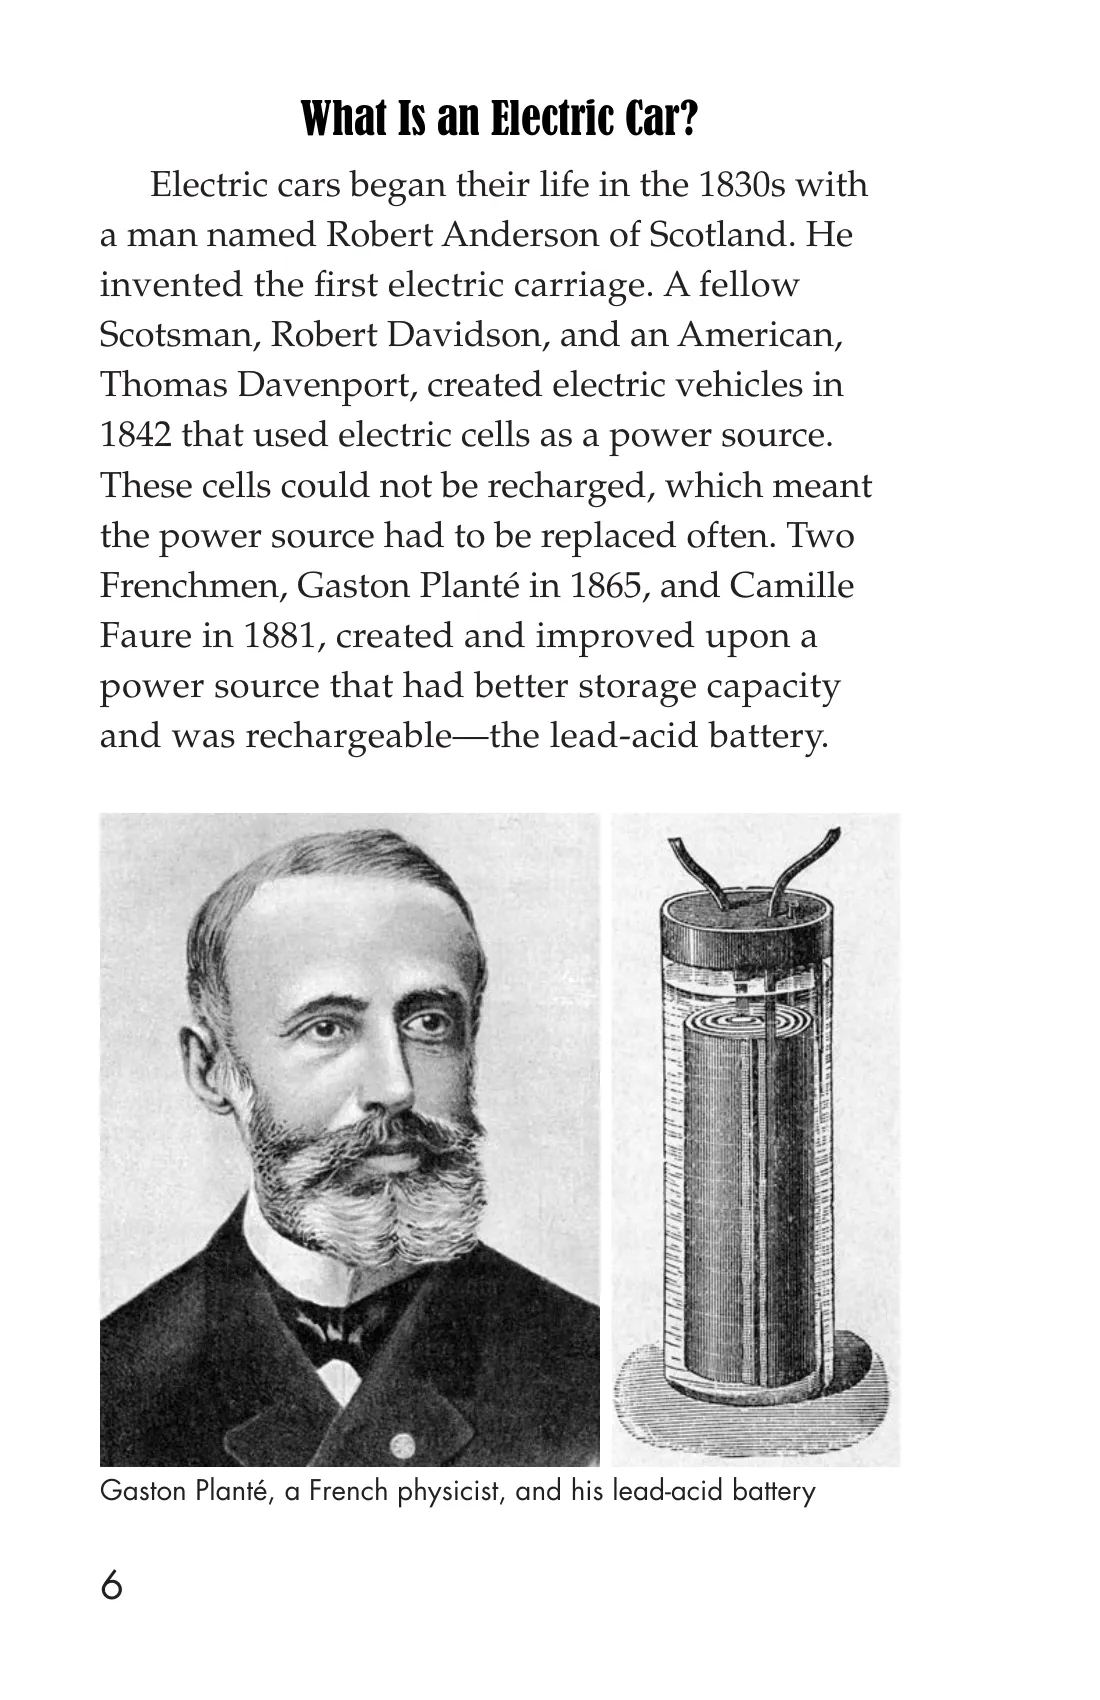 What Is an Electric Car?
Electric cars began their life in the 1830s with
a man named Robert Anderson of Scotland. He
invented the first electric carriage. A fellow
Scotsman, Robert Davidson, and an American,
Thomas Davenport, created electric vehicles in
1842 that used electric cells as a power source.
These cells could not be recharged, which meant
the power source had to be replaced often. Two
Frenchmen, Gaston Planté in 1865, and Camille
Faure in 1881, created and improved upon a
power source that had better storage capacity
and was rechargeable—the lead-acid battery.
Gaston Planté, a French physicist, and his lead-acid battery
6